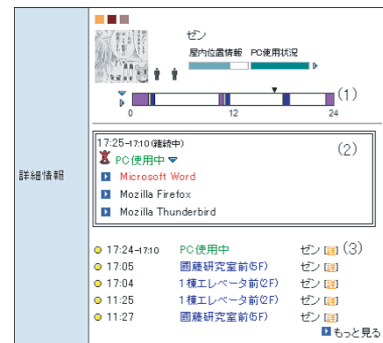 ゼン
屋内位置情報 PC使用状況
(1)
0 12 24
詳細情報
17:25-17:10(継続中) (2)
PC使用中
Microsoft Word
Mozilla Firefox
Mozilla Thunderbird
17:24-17:10 PC使用中 ゼン [詳] (3)
17:05 國藤研究室前(5F) ゼン [詳]
17:04 1棟エレベータ前(2F) ゼン [詳]
11:25 1棟エレベータ前(2F) ゼン [詳]
11:27 國藤研究室前(5F) ゼン [詳]
もっと見る